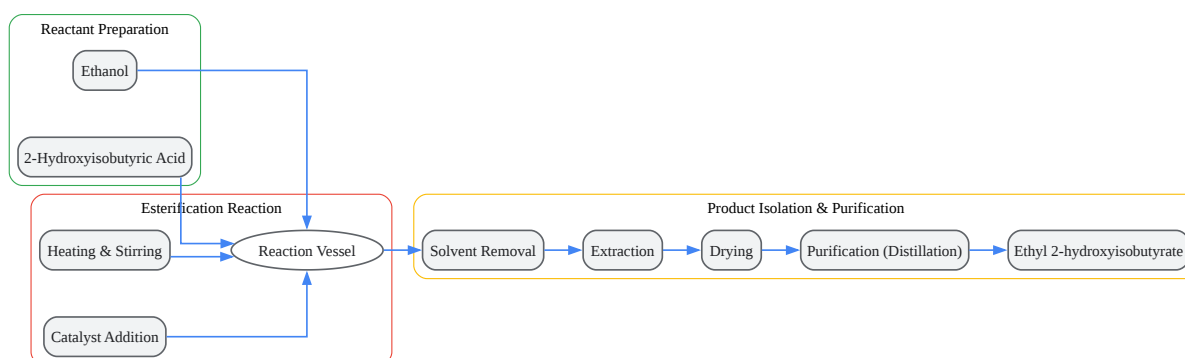 Reactant Preparation
Ethanol
2-Hydroxyisobutyric Acid
Esterification Reaction
Heating & Stirring
Reaction Vessel
Catalyst Addition
Product Isolation & Purification
Solvent Removal
Extraction
Drying
Purification (Distillation)
Ethyl 2-hydroxyisobutyrate